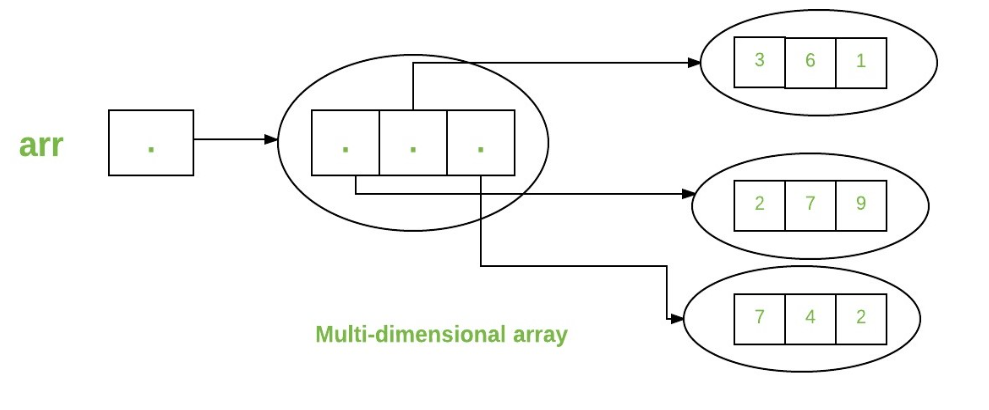 3 6 1
arr . . . .
2 7 9
7 4 2
Multi-dimensional array